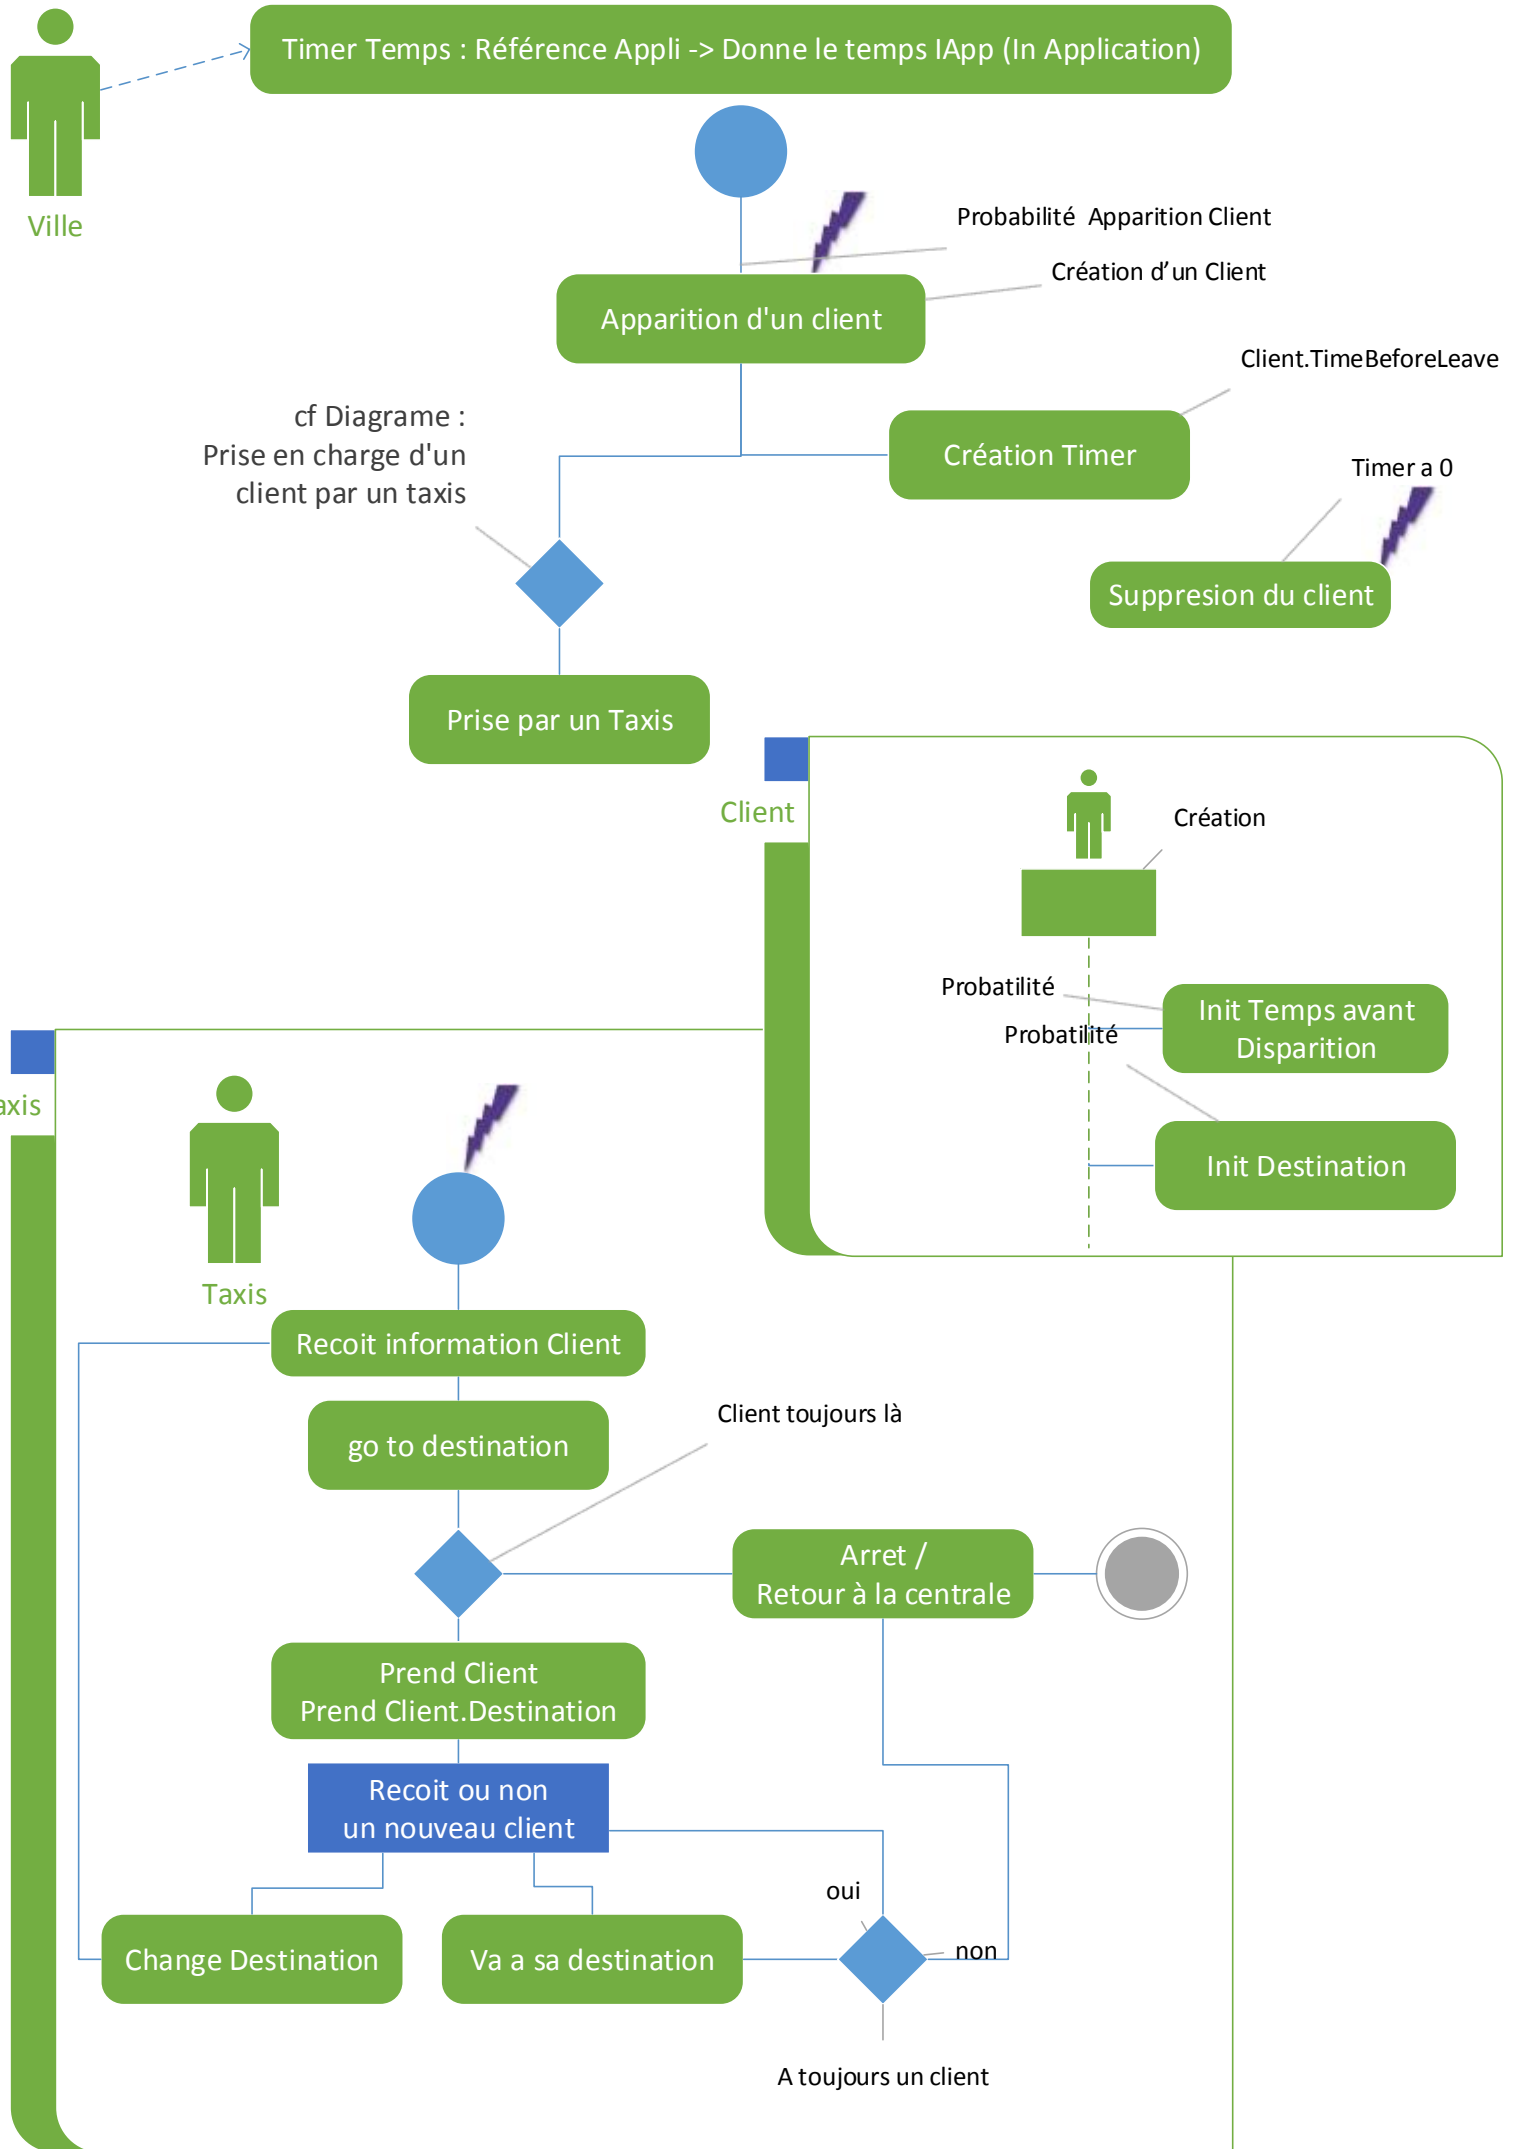 Timer Temps : Référence Appli -> Donne le temps IApp (In Application)
Ville
Probabilité Apparition Client
Création d'un Client
Apparition d'un client
Client.TimeBeforeLeave
cf Diagrame :
Prise en charge d'un
client par un taxis
Création Timer
Timer a 0
Suppresion du client
Prise par un Taxis
Client
Création
Probatilité
Init Temps avant
Disparition
Probatilité
Init Destination
axis
Taxis
Recoit information Client
go to destination
Client toujours là
Arret /
Retour à la centrale
Prend Client
Prend Client.Destination
Recoit ou non
un nouveau client
oui
non
Change Destination
Va a sa destination
A toujours un client